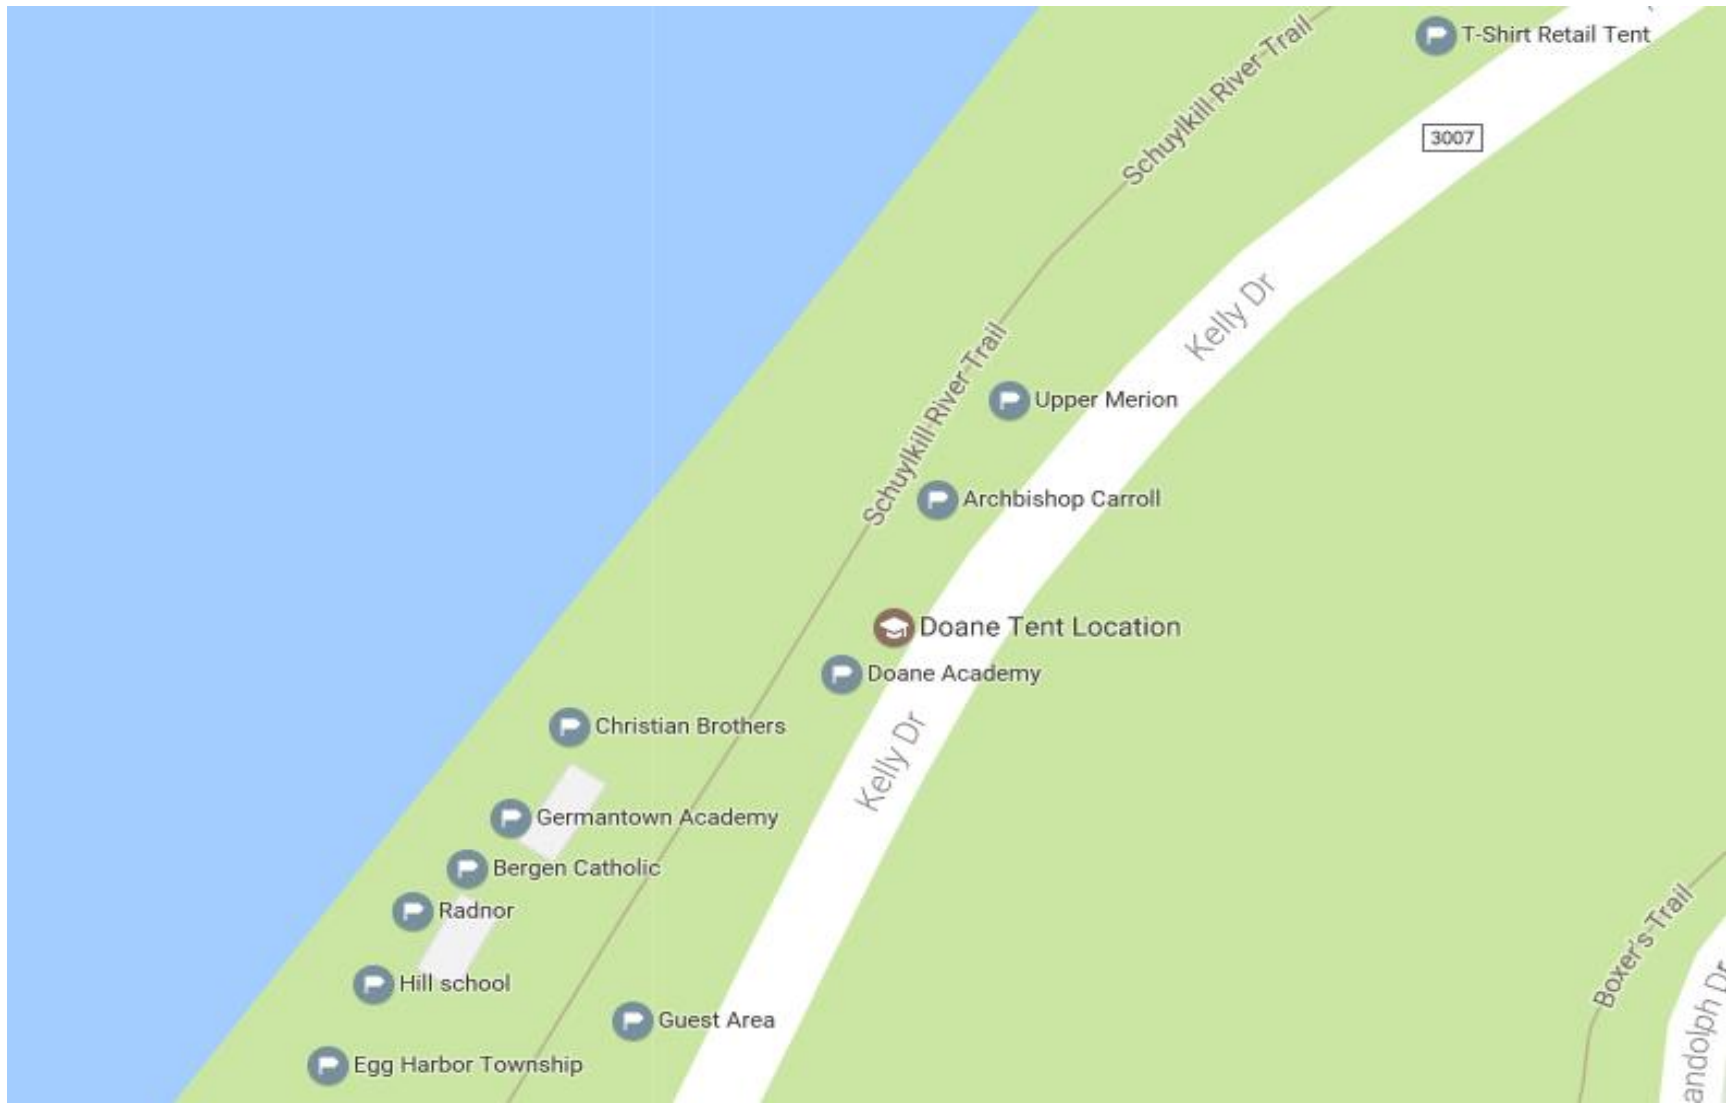 T-Shirt Retail Tent
Schuylkill River Trail
3007
Kelly Dr
Schuylkill River Trail
Upper Merion
Archbishop Carroll
Doane Tent Location
Doane Academy
Christian Brothers
Kelly Dr
Germantown Academy
Bergen Catholic
Radnor
Boxer's Trail
Hill school
Guest Area
andolph Dr
Egg Harbor Township